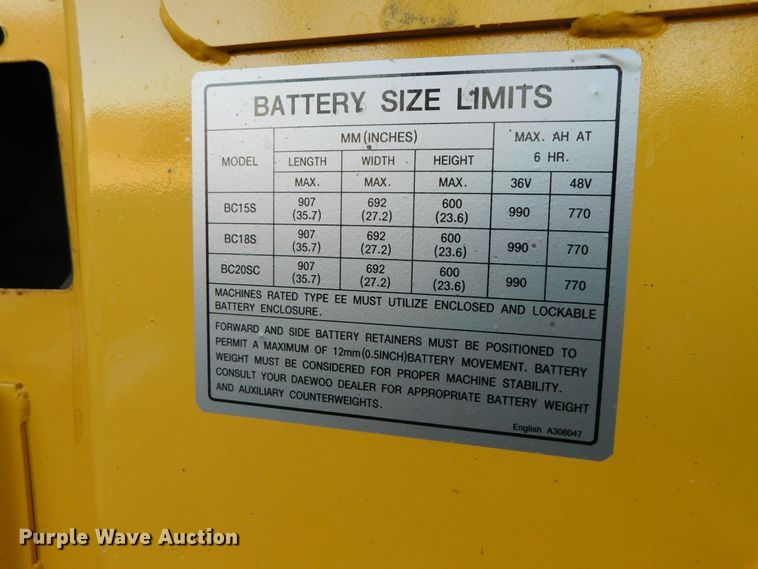 BATTERY SIZE LIMITS
MODEL MM(INCHES) MAX. AH AT 6 HR.
LENGTH WIDTH HEIGHT
MAX. MAX. MAX. 36V 48V
BC15S 907 (35.7) 692 (27.2) 600 (23.6) 990 770
BC18S 907 (35.7) 692 (27.2) 600 (23.6) 990 770
BC20SC 907 (35.7) 692 (27.2) 600 (23.6) 990 770
MACHINES RATED TYPE EE MUST UTILIZE ENCLOSED AND LOCKABLE
BATTERY ENCLOSURE.
FORWARD AND SIDE BATTERY RETAINERS MUST BE POSITIONED TO
PERMIT A MAXIMUM OF 12mm(0.5INCH)BATTERY MOVEMENT. BATTERY
WEIGHT MUST BE CONSIDERED FOR PROPER MACHINE STABILITY.
CONSULT YOUR DAEWOO DEALER FOR APPROPRIATE BATTERY WEIGHT
AND AUXILIARY COUNTERWEIGHTS.
English A308047
Purple Wave Auction